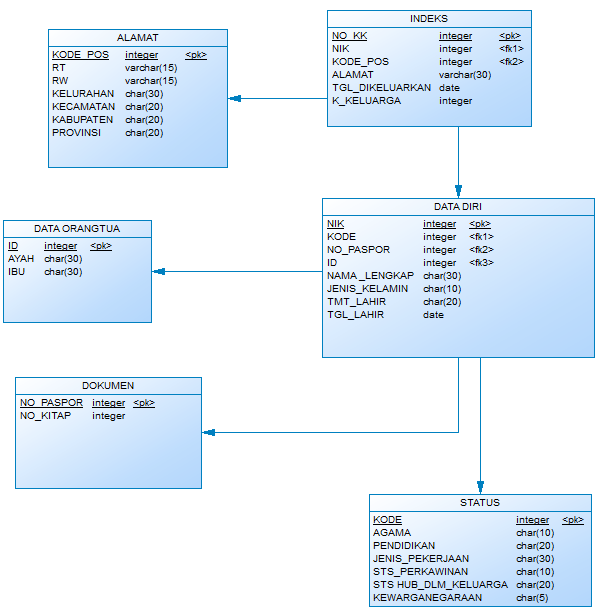 INDEKS
NO_KK integer <pk>
NIK integer <fk1>
KODE_POS integer <fk2>
ALAMAT varchar(30)
TGL_DIKELUARKAN date
K_KELUARGA integer
ALAMAT
KODE_POS integer <pk>
RT varchar(15)
RW varchar(15)
KELURAHAN char(30)
KECAMATAN char(20)
KABUPATEN char(20)
PROVINSI char(20)
DATA DIRI
NIK integer <pk>
KODE integer <fk1>
NO_PASPOR integer <fk2>
ID integer <fk3>
NAMA _LENGKAP char(30)
JENIS_KELAMIN char(10)
TMT_LAHIR char(20)
TGL_LAHIR date
DATA ORANGTUA
ID integer <pk>
AYAH char(30)
IBU char(30)
DOKUMEN
NO_PASPOR integer <pk>
NO_KITAP integer
STATUS
KODE integer <pk>
AGAMA char(10)
PENDIDIKAN char(20)
JENIS_PEKERJAAN char(30)
STS_PERKAWINAN char(10)
STS HUB_DLM_KELUARGA char(20)
KEWARGANEGARAAN char(5)